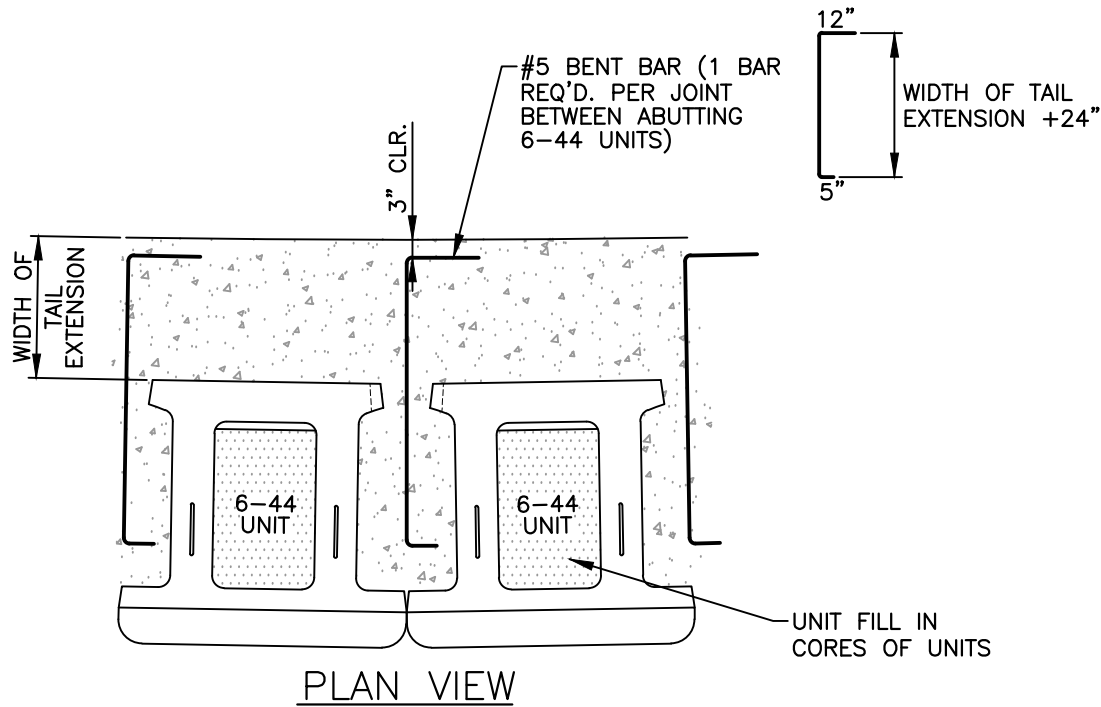 12"
#5 BENT BAR (1 BAR
REQ'D. PER JOINT
BETWEEN ABUTTING
6-44 UNITS)
WIDTH OF TAIL
EXTENSION +24"
5"
3" CLR.
WIDTH OF
TAIL
EXTENSION
6-44
UNIT
6-44
UNIT
UNIT FILL IN
CORES OF UNITS
PLAN VIEW